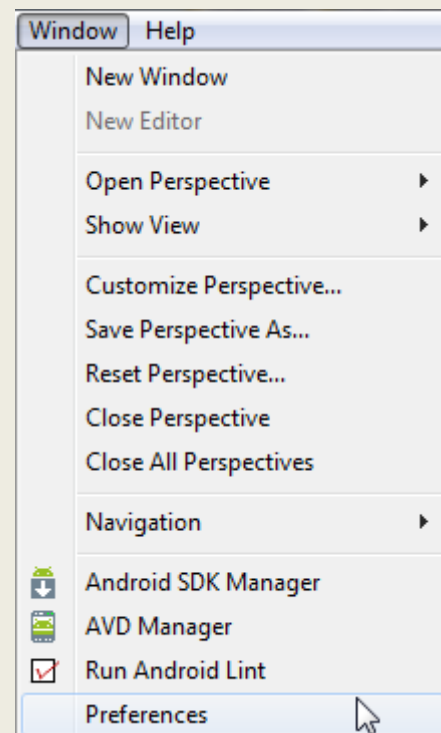 Window Help
New Window
New Editor
Open Perspective
Show View
Customize Perspective...
Save Perspective As...
Reset Perspective...
Close Perspective
Close All Perspectives
Navigation
Android SDK Manager
AVD Manager
Run Android Lint
Preferences